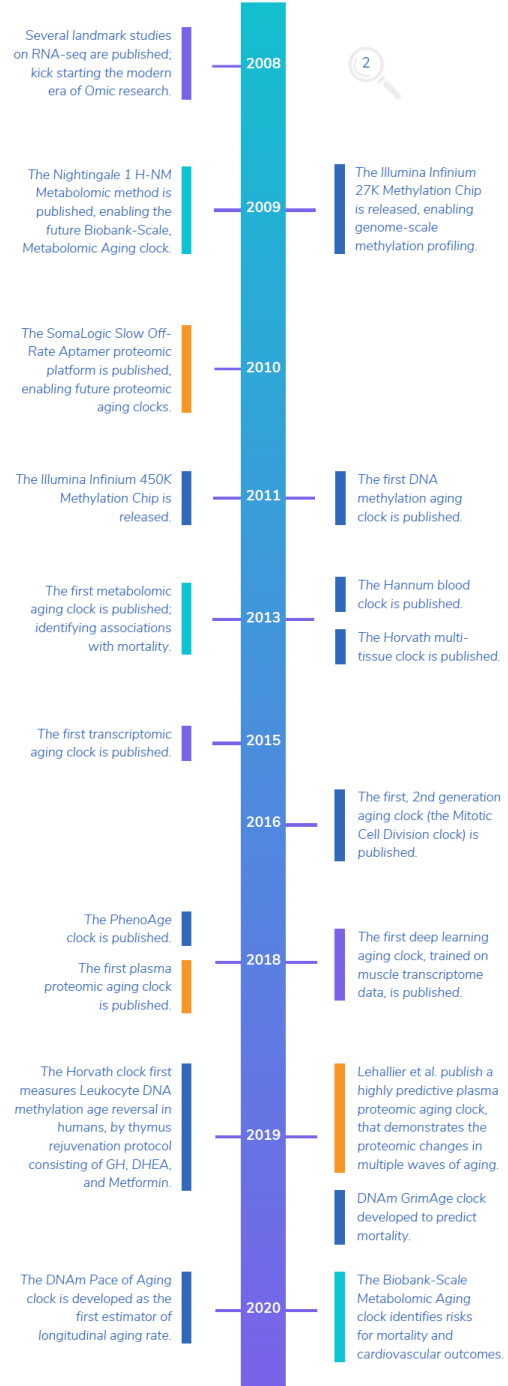 Several landmark studies
on RNA-seq are published;
kick starting the modern
era of Omic research.
2008
2
The Nightingale 1 H-NM
Metabolomic method is
published, enabling the
future Biobank-Scale,
Metabolomic Aging clock.
2009
The Illumina Infinium
27K Methylation Chip
is released, enabling
genome-scale
methylation profiling.
The SomaLogic Slow Off-
Rate Aptamer proteomic
platform is published,
enabling future proteomic
aging clocks.
2010
The Illumina Infinium 450K
Methylation Chip is
released.
2011
The first DNA
methylation aging
clock is published.
The first metabolomic
aging clock is published;
identifying associations
with mortality.
2013
The Hannum blood
clock is published.
The Horvath multi-
tissue clock is published.
The first transcriptomic
aging clock is published.
2015
2016
The first, 2nd generation
aging clock (the Mitotic
Cell Division clock) is
published.
The PhenoAge
clock is published.
The first plasma
proteomic aging clock
is published.
2018
The first deep learning
aging clock, trained on
muscle transcriptome
data, is published.
The Horvath clock first
measures Leukocyte DNA
methylation age reversal in
humans, by thymus
rejuvenation protocol
consisting of GH, DHEA,
and Metformin.
2019
Lehallier et al. publish a
highly predictive plasma
proteomic aging clock,
that demonstrates the
proteomic changes in
multiple waves of aging.
DNAm GrimAge clock
developed to predict
mortality.
The DNAm Pace of Aging
clock is developed as the
first estimator of
longitudinal aging rate.
2020
The Biobank-Scale
Metabolomic Aging
clock identifies risks
for mortality and
cardiovascular outcomes.